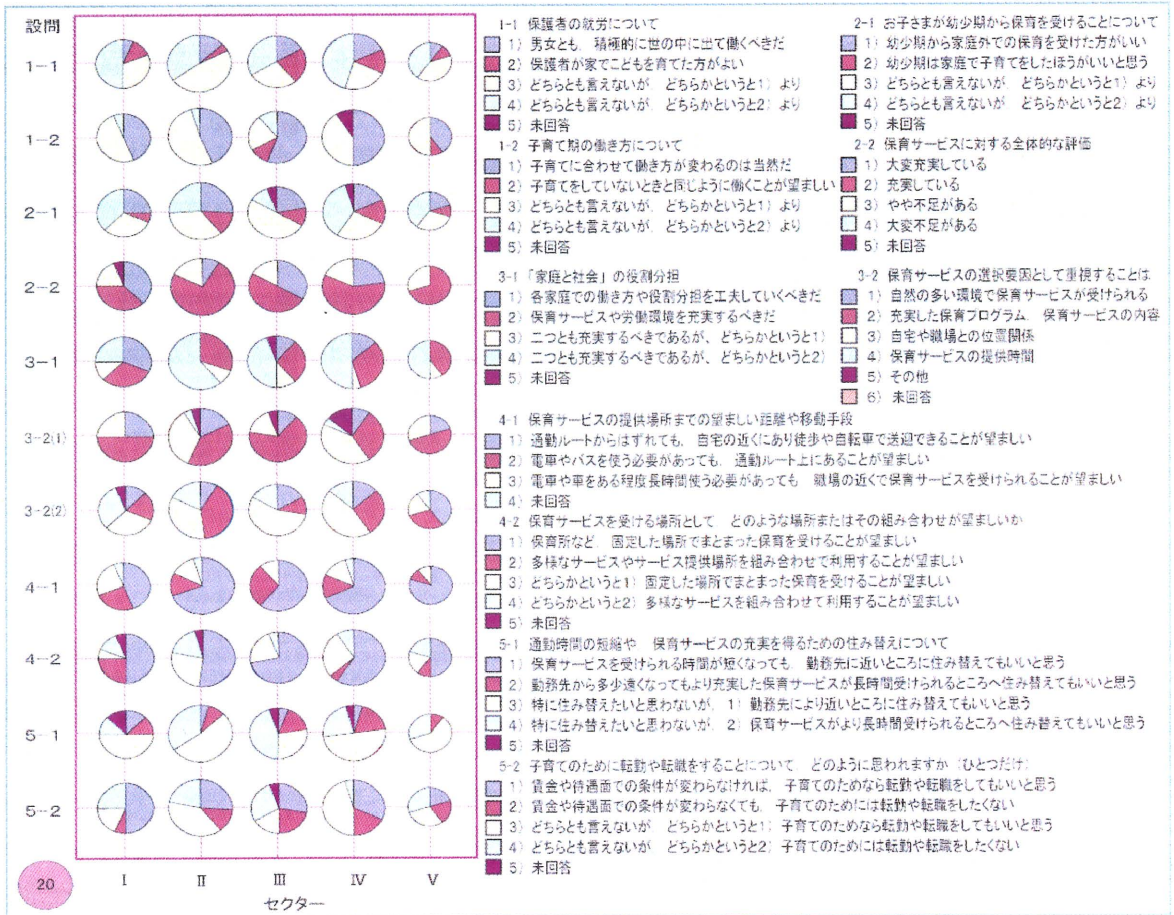 設問
1-1
1-2
2-1
2-2
3-1
3-2(1)
3-2(2)
4-1
4-2
5-1
5-2
I
II
III
IV
V
セクター
20
1-1 保護者の就労について
1) 男女とも、積極的に世の中に出て働くべきだ
2) 保護者が家でこどもを育てた方がよい
3) どちらとも言えないが、どちらかというと1) より
4) どちらとも言えないが、どちらかというと2) より
5) 未回答
1-2 子育て期の働き方について
1) 子育てに合わせて働き方が変わるのは当然だ
2) 子育てをしていないときと同じように働くことが望ましい
3) どちらとも言えないが、どちらかというと1) より
4) どちらとも言えないが、どちらかというと2) より
5) 未回答
2-1 お子さまが幼少期から保育を受けることについて
1) 幼少期から家庭外での保育を受けた方がいい
2) 幼少期は家庭で子育てをしたほうがいいと思う
3) どちらとも言えないが、どちらかというと1) より
4) どちらとも言えないが、どちらかというと2) より
5) 未回答
2-2 保育サービスに対する全体的な評価
1) 大変充実している
2) 充実している
3) やや不足がある
4) 大変不足がある
5) 未回答
3-1 「家庭と社会」の役割分担
1) 各家庭での働き方や役割分担を工夫していくべきだ
2) 保育サービスや労働環境を充実するべきだ
3) 二つとも充実するべきであるが、どちらかというと1)
4) 二つとも充実するべきであるが、どちらかというと2)
5) 未回答
3-2 保育サービスの選択要因として重視することは
1) 自然の多い環境で保育サービスが受けられる
2) 充実した保育プログラム、保育サービスの内容
3) 自宅や職場との位置関係
4) 保育サービスの提供時間
5) その他
6) 未回答
4-1 保育サービスの提供場所までの望ましい距離や移動手段
1) 通勤ルートからはずれても、自宅の近くにあり徒歩や自転車で送迎できることが望ましい
2) 電車やバスを使う必要があっても、通勤ルート上にあることが望ましい
3) 電車や車をある程度長時間使う必要があっても 職場の近くで保育サービスを受けられることが望ましい
4) 未回答
4-2 保育サービスを受ける場所として、どのような場所またはその組み合わせが望ましいか
1) 保育所など、固定した場所でまとまった保育を受けることが望ましい
2) 多様なサービスやサービス提供場所を組み合わせて利用することが望ましい
3) どちらかというと1) 固定した場所でまとまった保育を受けることが望ましい
4) どちらかというと2) 多様なサービスを組み合わせて利用することが望ましい
5) 未回答
5-1 通勤時間の短縮や 保育サービスの充実を得るための住み替えについて
1) 保育サービスを受けられる時間が短くなっても、勤務先に近いところに住み替えてもいいと思う
2) 勤務先から多少遠くなってもより充実した保育サービスが長時間受けられるところへ住み替えてもいいと思う
3) 特に住み替えたいと思わないが、1) 勤務先により近いところに住み替えてもいいと思う
4) 特に住み替えたいと思わないが、2) 保育サービスがより長時間受けられるところへ住み替えてもいいと思う
5) 未回答
5-2 子育てのために転勤や転職をすることについて、どのように思われますか (ひとつだけ)
1) 賃金や待遇面での条件が変わらなければ、子育てのためなら転勤や転職をしてもいいと思う
2) 賃金や待遇面での条件が変わらなくても、子育てのためには転勤や転職をしたくない
3) どちらとも言えないが どちらかというと1) 子育てのためなら転勤や転職をしてもいいと思う
4) どちらとも言えないが どちらかというと2) 子育てのためには転勤や転職をしたくない
5) 未回答